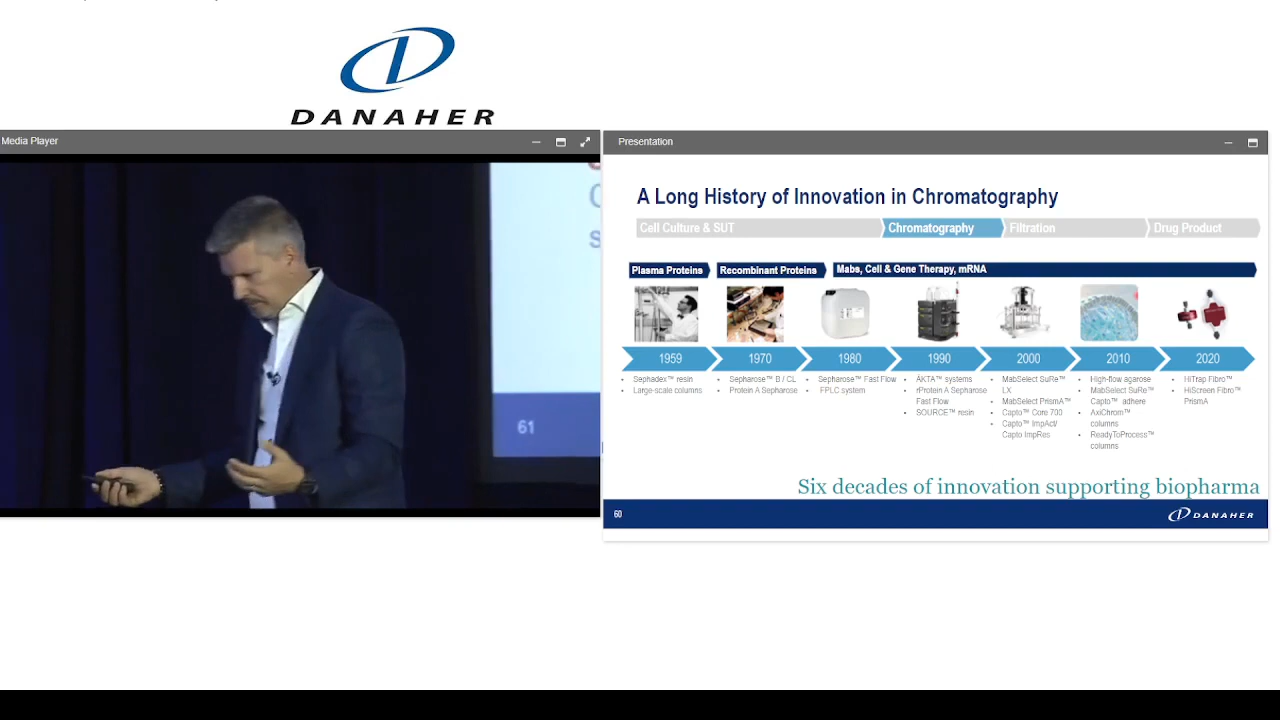 DANAHER
Media Player
61
Presentation
A Long History of Innovation in Chromatography
Cell Culture & SUT
Chromatography
Filtration
Drug Product
Plasma Proteins
Recombinant Proteins
Mabs, Cell & Gene Therapy, mRNA
1959
1970
1980
1990
2000
2010
2020
• Sephadex™ resin
• Large-scale columns
• Sepharose™ B / CL
• Protein A Sepharose
• Sepharose™ Fast Flow
• FPLC system
• ÄKTA™ systems
• rProtein A Sepharose
Fast Flow
• SOURCE™ resin
• MabSelect SuRe™
LX
• MabSelect PrismA™
• Capto™ Core 700
• Capto™ ImpAct/
Capto ImpRes
• High-flow agarose
• MabSelect SuRe™
Capto™ adhere
• AxiChrom™
columns
• ReadyToProcess™
columns
• HiTrap Fibro™
• HiScreen Fibro™
PrismA
Six decades of innovation supporting biopharma
60
DANAHER